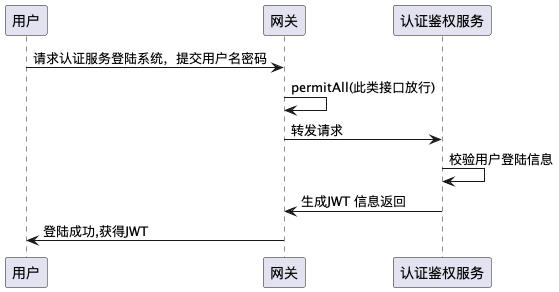 用户
网关
认证鉴权服务
请求认证服务登陆系统，提交用户名密码
permitAll(此类接口放行)
转发请求
校验用户登陆信息
生成JWT 信息返回
登陆成功,获得JWT
用户
网关
认证鉴权服务